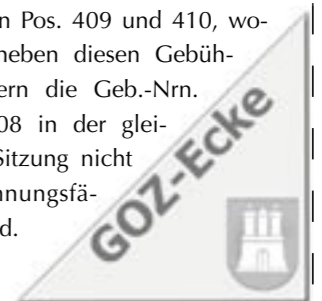 n Pos. 409 und 410, wo-
neben diesen Gebüh-
ern die Geb.-Nrn.
08 in der glei-
Sitzung nicht
nungsfä-
d.
GOZ-Ecke